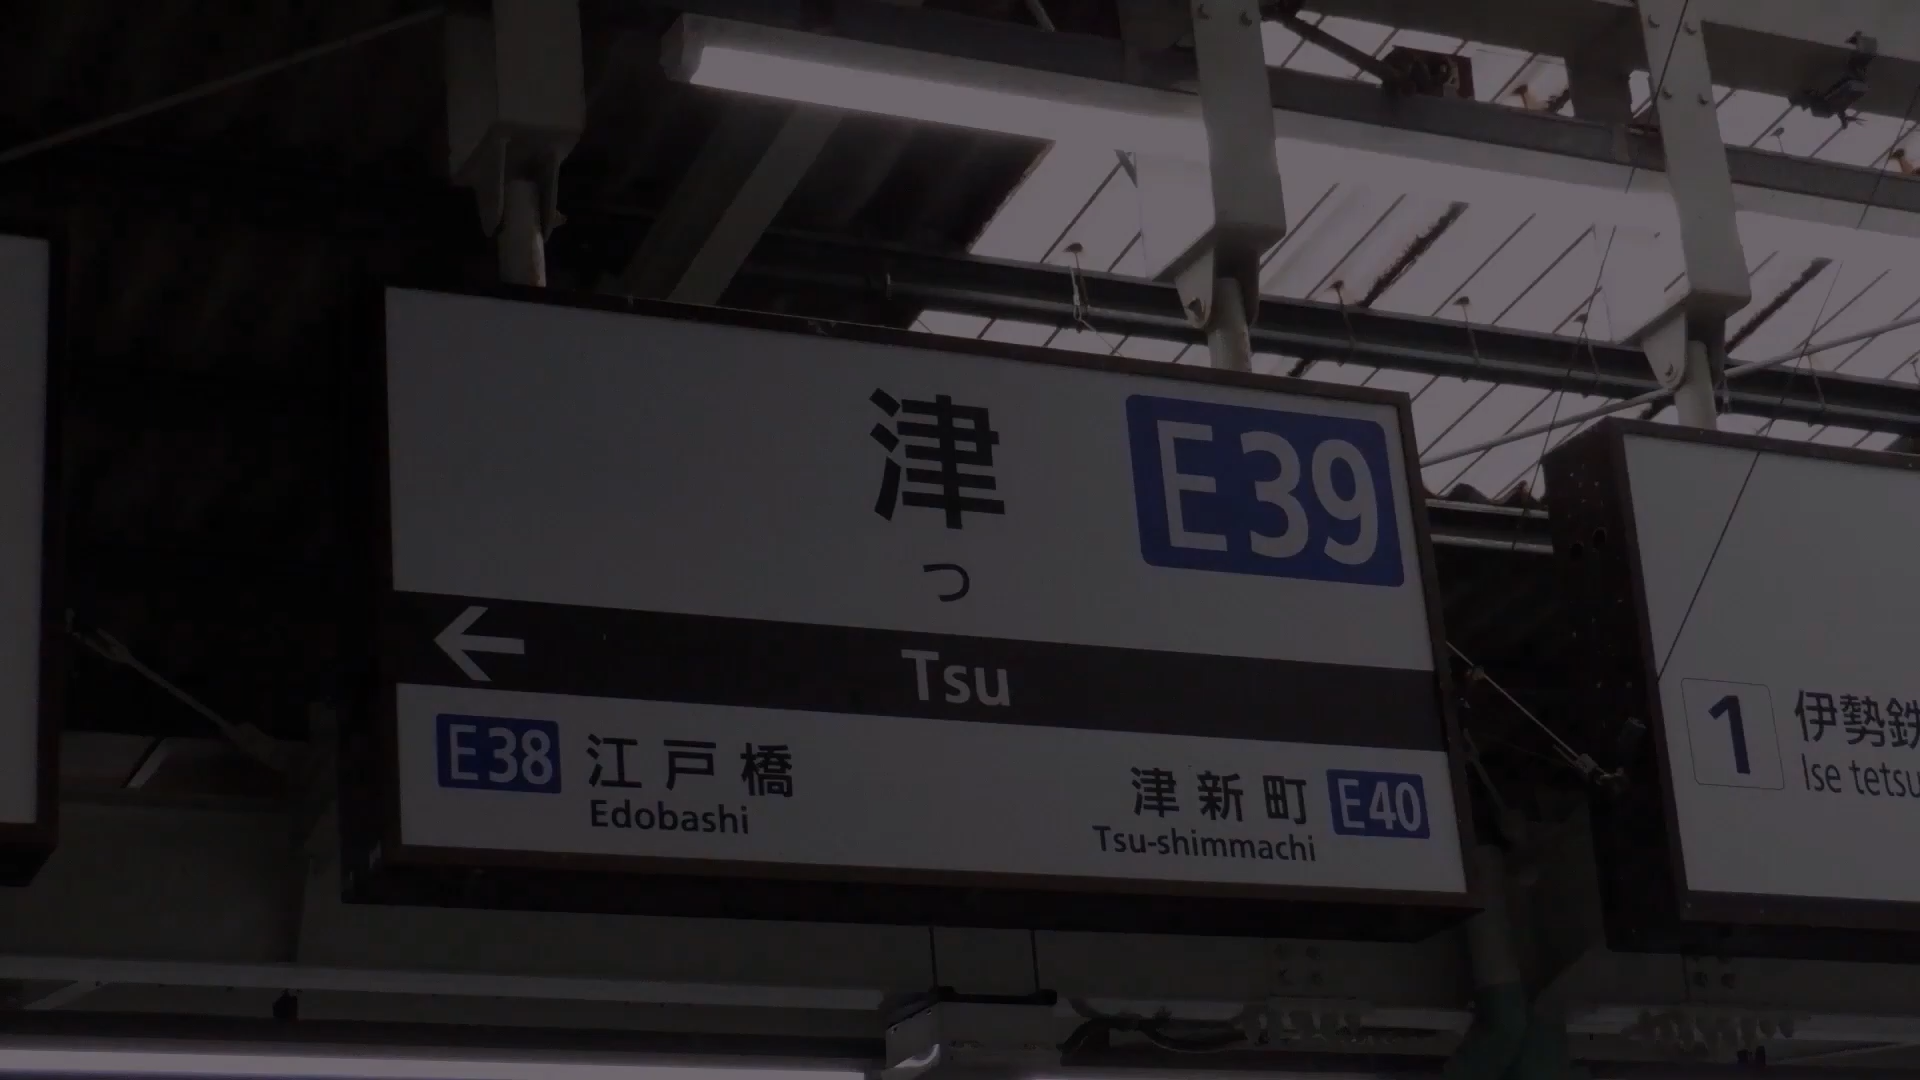 津
E39
つ
←
Tsu
E38 江戸橋
Edobashi
津新町 E40
Tsu-shimmachi
1 伊勢鉄
Ise tetsu